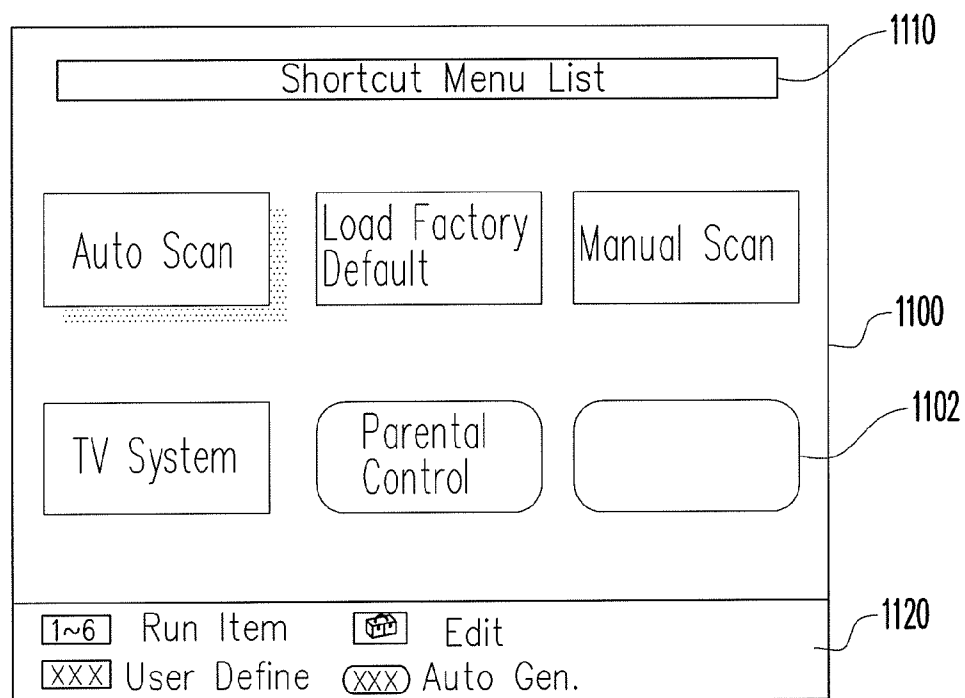 1110
Shortcut Menu List
Auto Scan
Load Factory
Default
Manual Scan
1100
1102
TV System
Parental
Control
1120
1~6 Run Item Edit
XXX User Define XXX Auto Gen.